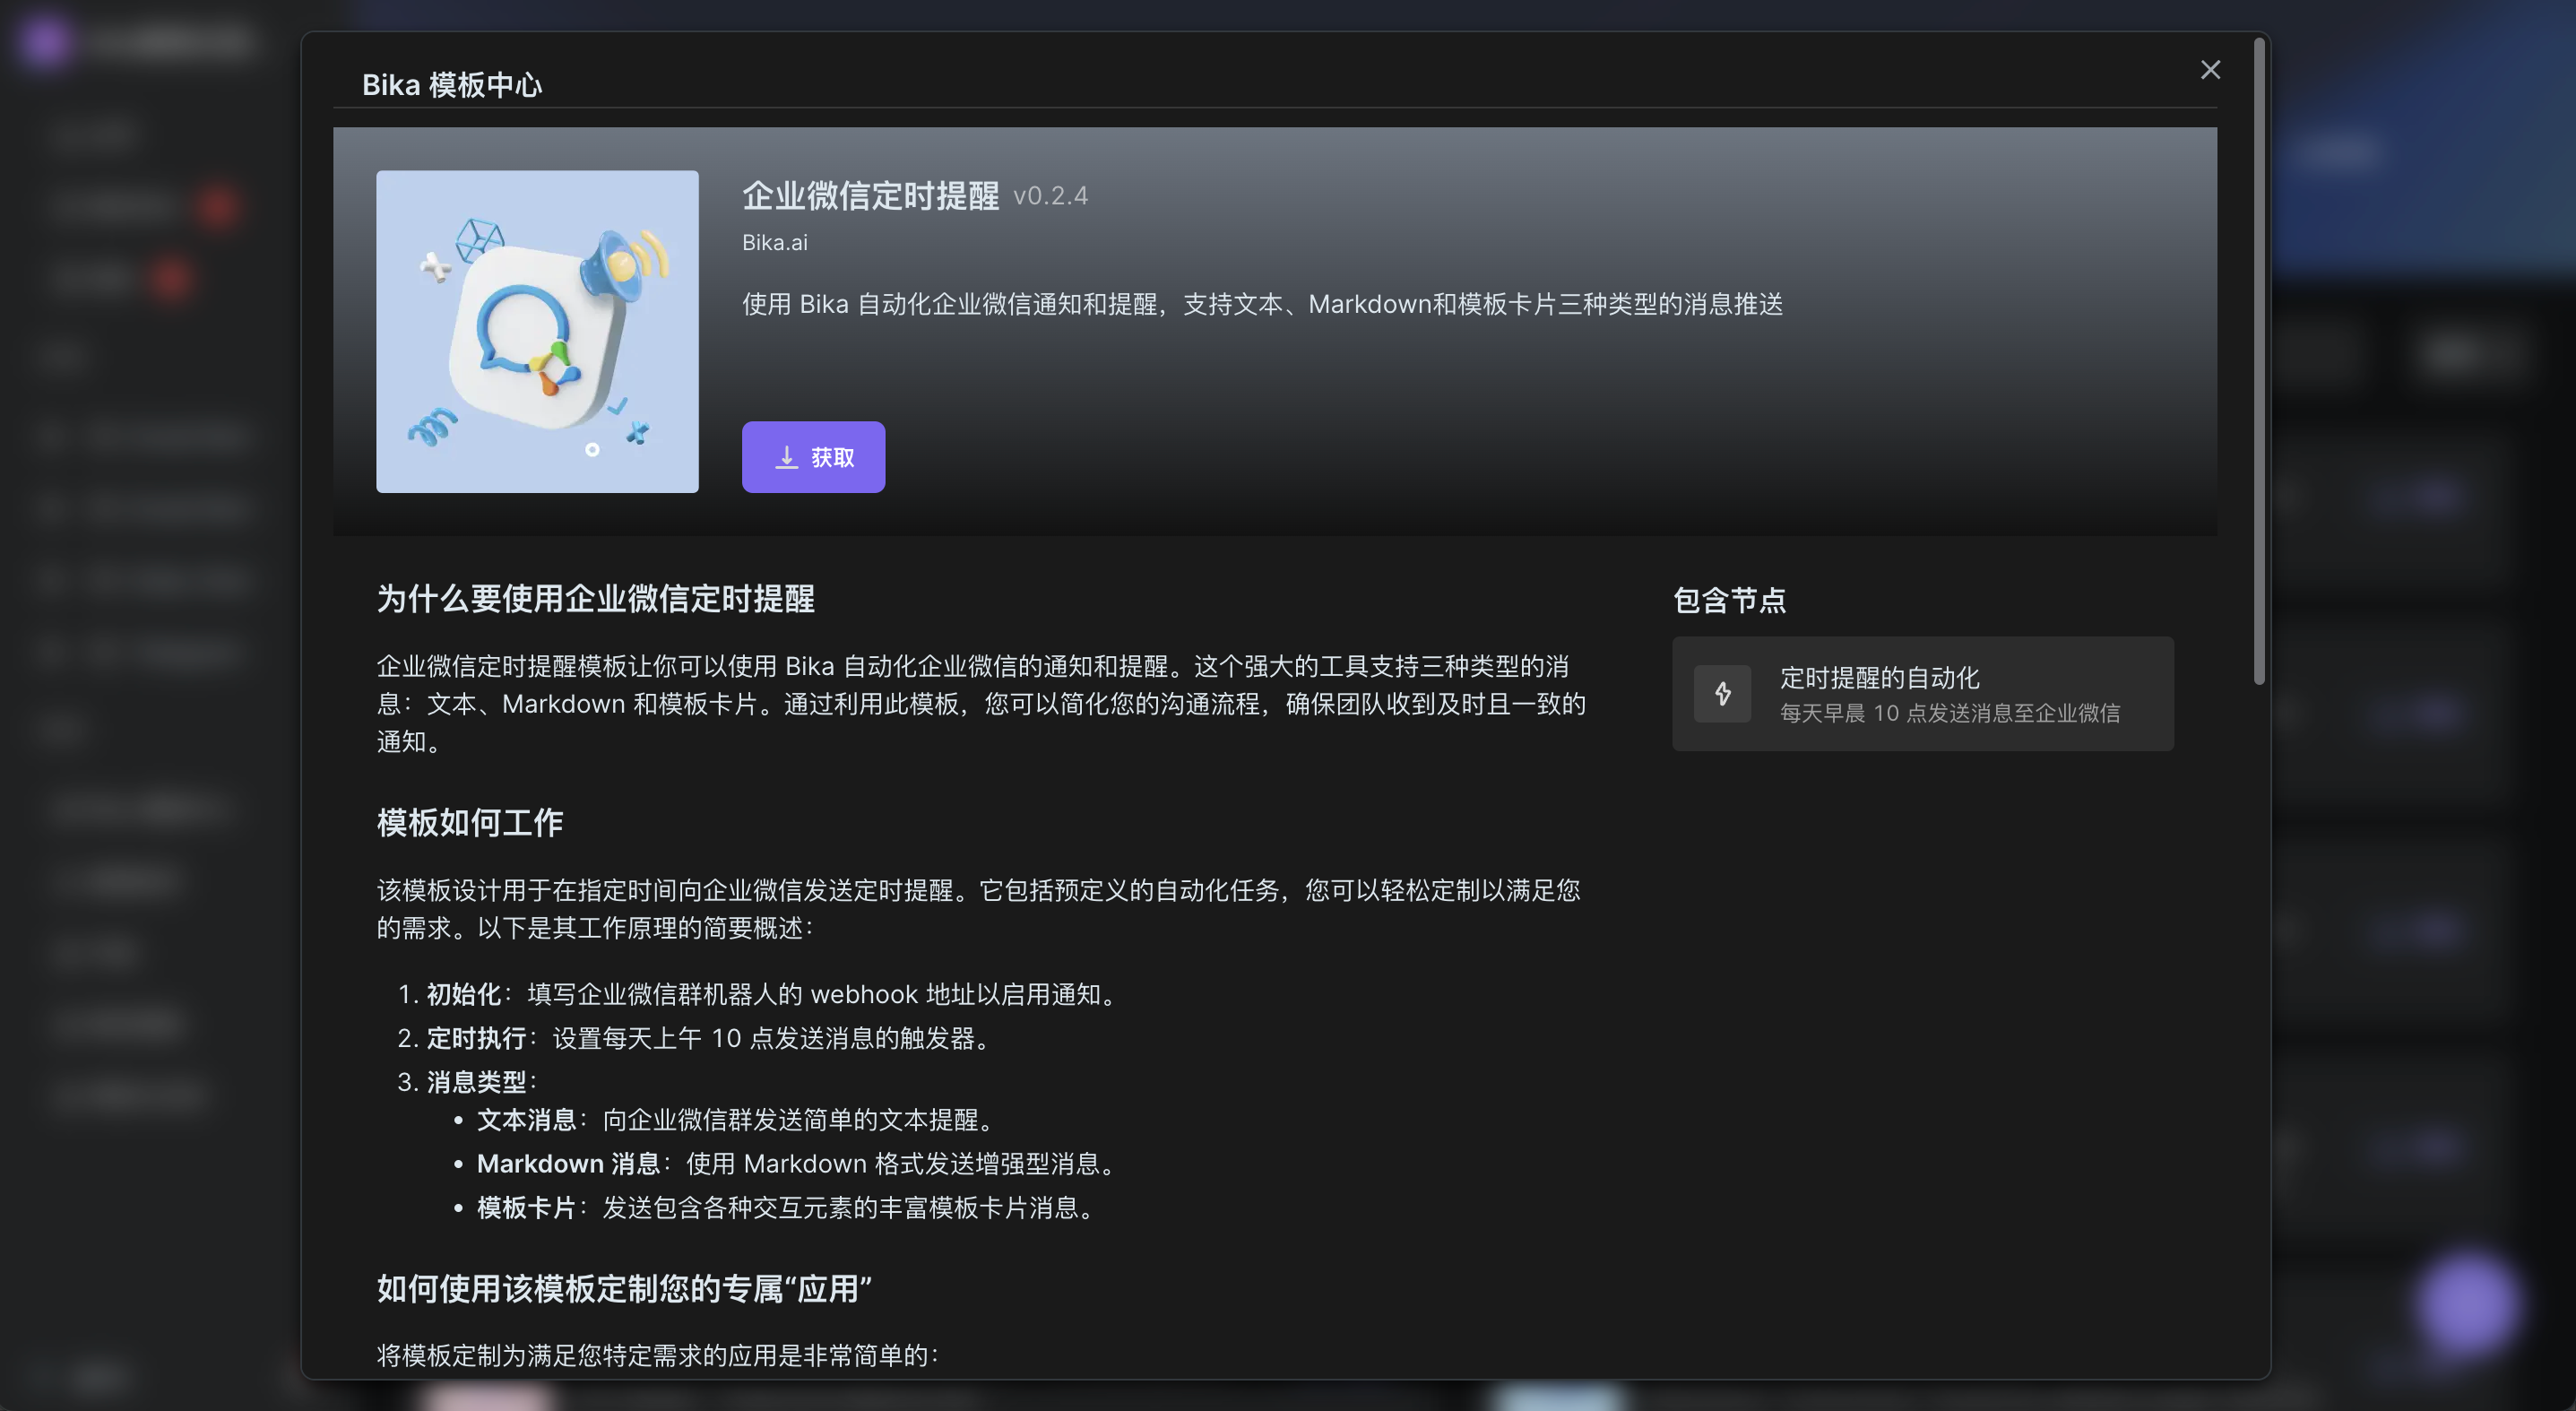 Bika 模板中心
企业微信定时提醒 v0.2.4
Bika.ai
使用 Bika 自动化企业微信通知和提醒，支持文本、Markdown和模板卡片三种类型的消息推送
获取
为什么要使用企业微信定时提醒
企业微信定时提醒模板让你可以使用 Bika 自动化企业微信的通知和提醒。这个强大的工具支持三种类型的消
息：文本、Markdown 和模板卡片。通过利用此模板，您可以简化您的沟通流程，确保团队收到及时且一致的
通知。
模板如何工作
该模板设计用于在指定时间向企业微信发送定时提醒。它包括预定义的自动化任务，您可以轻松定制以满足您
的需求。以下是其工作原理的简要概述：
1. 初始化：填写企业微信群机器人的 webhook 地址以启用通知。
2. 定时执行：设置每天上午 10 点发送消息的触发器。
3. 消息类型：
• 文本消息：向企业微信群发送简单的文本提醒。
• Markdown 消息：使用 Markdown 格式发送增强型消息。
• 模板卡片：发送包含各种交互元素的丰富模板卡片消息。
如何使用该模板定制您的专属“应用”
将模板定制为满足您特定需求的应用是非常简单的：
包含节点
定时提醒的自动化
每天早晨 10 点发送消息至企业微信